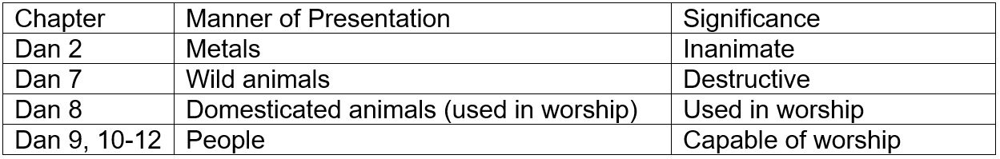 Chapter Manner of Presentation Significance
Dan 2 Metals Inanimate
Dan 7 Wild animals Destructive
Dan 8 Domesticated animals (used in worship) Used in worship
Dan 9, 10-12 People Capable of worship